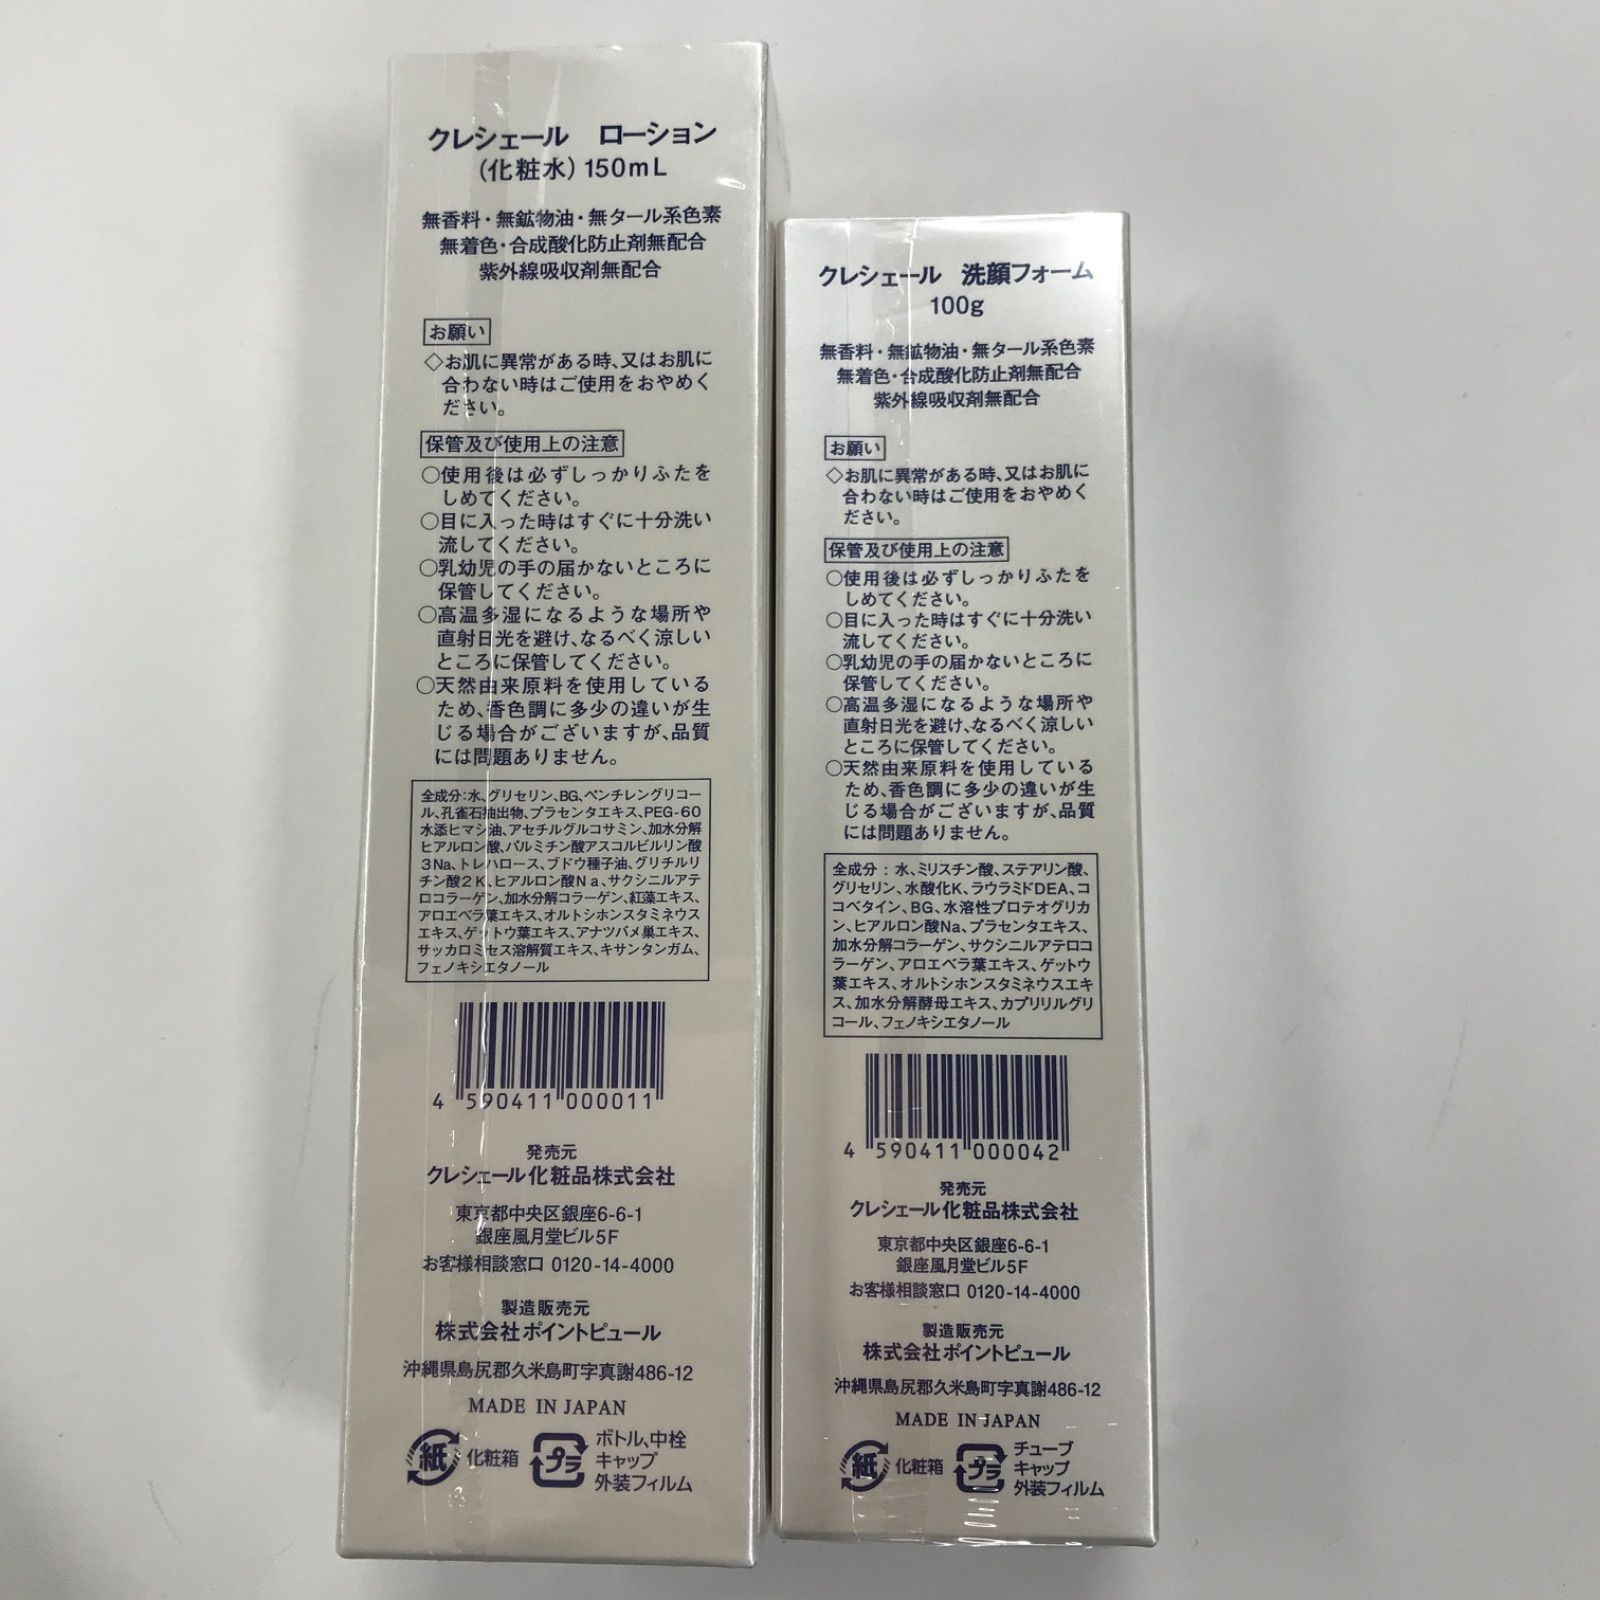 クレシェール ローション
(化粧水) 150mL
無香料・無鉱物油・無タール系色素
無着色・合成酸化防止剤無配合
紫外線吸収剤無配合
お願い
◇お肌に異常がある時、又はお肌に
合わない時はご使用をおやめく
ださい。
保管及び使用上の注意
○使用後は必ずしっかりふたを
しめてください。
○目に入った時はすぐに十分洗い
流してください。
○乳幼児の手の届かないところに
保管してください。
○高温多湿になるような場所や
直射日光を避け、なるべく涼しい
ところに保管してください。
○天然由来原料を使用している
ため、香色調に多少の違いが生
じる場合がございますが、品質
には問題ありません。
全成分:水、グリセリン、BG、ペンチレングリコー
ル、孔雀石抽出物、プラセンタエキス、PEG-60
水添ヒマシ油、アセチルグルコサミン、加水分解
ヒアルロン酸、パルミチン酸アスコルビルリン酸
3Na、トレハロース、ブドウ種子油、グリチルリ
チン酸2K、ヒアルロン酸Na、サクシニルアテ
ロコラーゲン、加水分解コラーゲン、紅藻エキス、
アロエベラ葉エキス、オルトシホンスタミネウス
エキス、ゲットウ葉エキス、アナツバメ巣エキス、
サッカロミセス溶解質エキス、キサンタンガム、
フェノキシエタノール
4 590411 000011
発売元
クレシェール化粧品株式会社
東京都中央区銀座6-6-1
銀座風月堂ビル5F
お客様相談窓口 0120-14-4000
製造販売元
株式会社ポイントピュール
沖縄県島尻郡久米島町字真謝486-12
MADE IN JAPAN
紙 化粧箱
プラ ボトル、中栓
キャップ
外装フィルム
クレシェール 洗顔フォーム
100g
無香料・無鉱物油・無タール系色素
無着色・合成酸化防止剤無配合
紫外線吸収剤無配合
お願い
◇お肌に異常がある時、又はお肌に
合わない時はご使用をおやめく
ださい。
保管及び使用上の注意
○使用後は必ずしっかりふたを
しめてください。
○目に入った時はすぐに十分洗い
流してください。
○乳幼児の手の届かないところに
保管してください。
○高温多湿になるような場所や
直射日光を避け、なるべく涼しい
ところに保管してください。
○天然由来原料を使用している
ため、香色調に多少の違いが生
じる場合がございますが、品質
には問題ありません。
全成分:水、ミリスチン酸、ステアリン酸、
グリセリン、水酸化K、ラウラミドDEA、コ
コベタイン、BG、水溶性プロテオグリカ
ン、ヒアルロン酸Na、プラセンタエキス、
加水分解コラーゲン、サクシニルアテロコ
ラーゲン、アロエベラ葉エキス、ゲットウ
葉エキス、オルトシホンスタミネウスエキ
ス、加水分解酵母エキス、カプリリルグリ
コール、フェノキシエタノール
4 590411 000042
発売元
クレシェール化粧品株式会社
東京都中央区銀座6-6-1
銀座風月堂ビル5F
お客様相談窓口 0120-14-4000
製造販売元
株式会社ポイントピュール
沖縄県島尻郡久米島町字真謝486-12
MADE IN JAPAN
紙 化粧箱
プラ チューブ
キャップ
外装フィルム